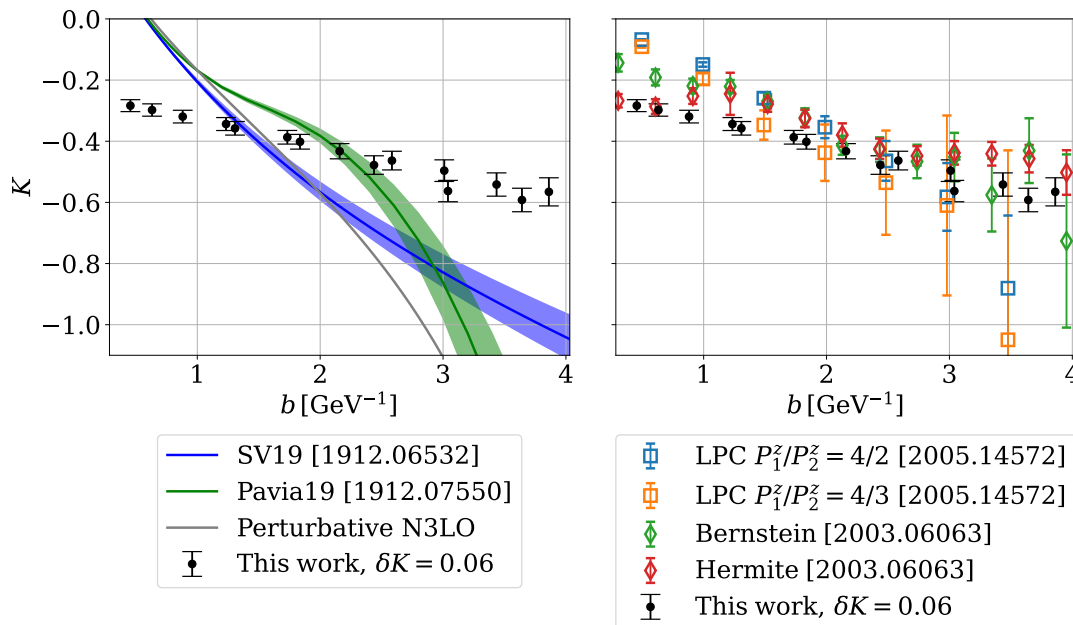 0.0
−0.2
−0.4
−0.6
−0.8
−1.0
K
1 2 3 4
1 2 3 4
b [GeV⁻¹]
b [GeV⁻¹]
SV19 [1912.06532]
Pavia19 [1912.07550]
Perturbative N3LO
This work, δK = 0.06
LPC P₁ᶻ/P₂ᶻ = 4/2 [2005.14572]
LPC P₁ᶻ/P₂ᶻ = 4/3 [2005.14572]
Bernstein [2003.06063]
Hermite [2003.06063]
This work, δK = 0.06